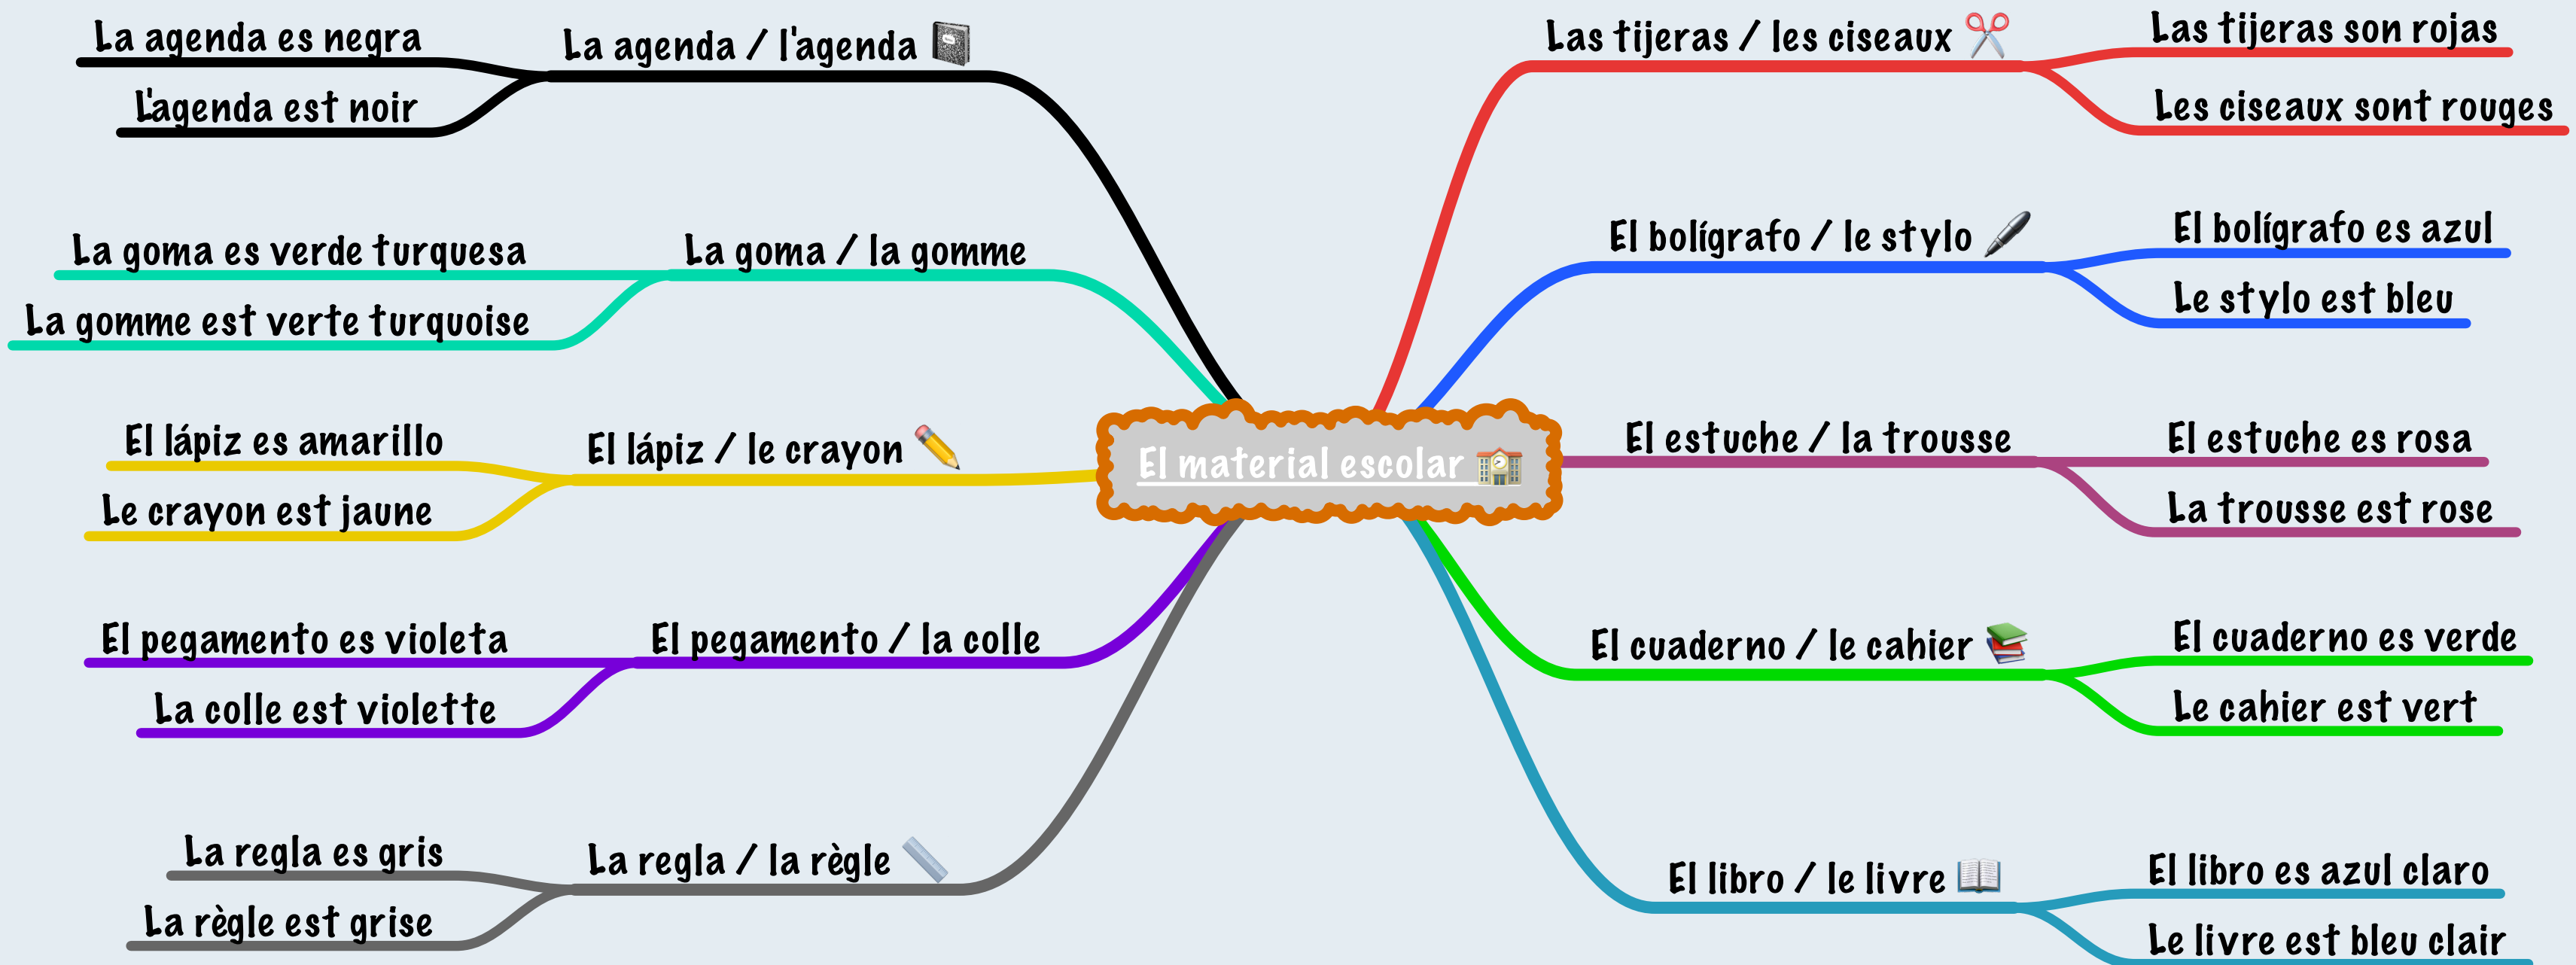 El material escolar
La agenda / l'agenda
La agenda es negra
L'agenda est noir
La goma / la gomme
La goma es verde turquesa
La gomme est verte turquoise
El lápiz / le crayon
El lápiz es amarillo
Le crayon est jaune
El pegamento / la colle
El pegamento es violeta
La colle est violette
La regla / la règle
La regla es gris
La règle est grise
Las tijeras / les ciseaux
Las tijeras son rojas
Les ciseaux sont rouges
El bolígrafo / le stylo
El bolígrafo es azul
Le stylo est bleu
El estuche / la trousse
El estuche es rosa
La trousse est rose
El cuaderno / le cahier
El cuaderno es verde
Le cahier est vert
El libro / le livre
El libro es azul claro
Le livre est bleu clair